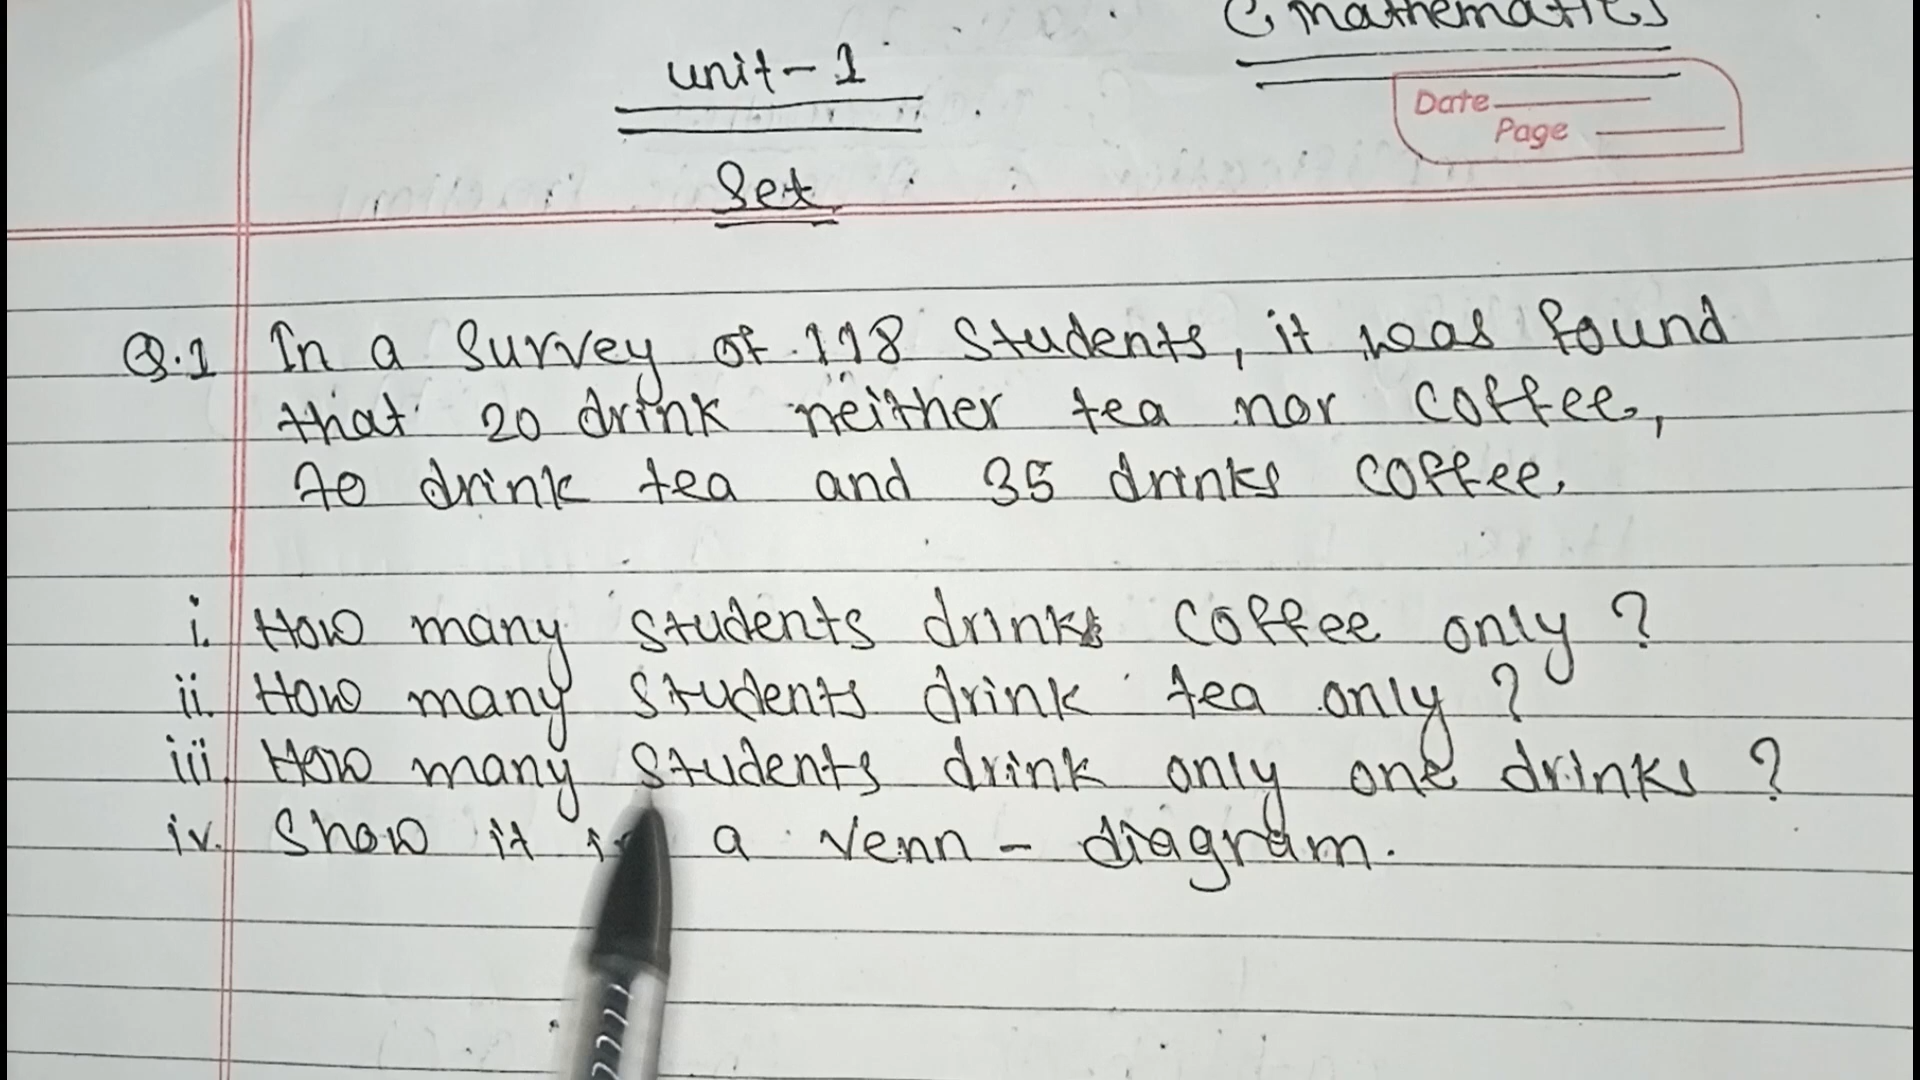 C. mathematics
unit - 1
Date
Page
Set
Q.1 In a Survey of 118 Students, it was found
that 20 drink neither tea nor coffee,
70 drink tea and 35 drinks coffee.
i. How many students drinks coffee only ?
ii. How many students drink tea only ?
iii. How many students drink only one drinks ?
iv. Show it in a Venn - diagram.